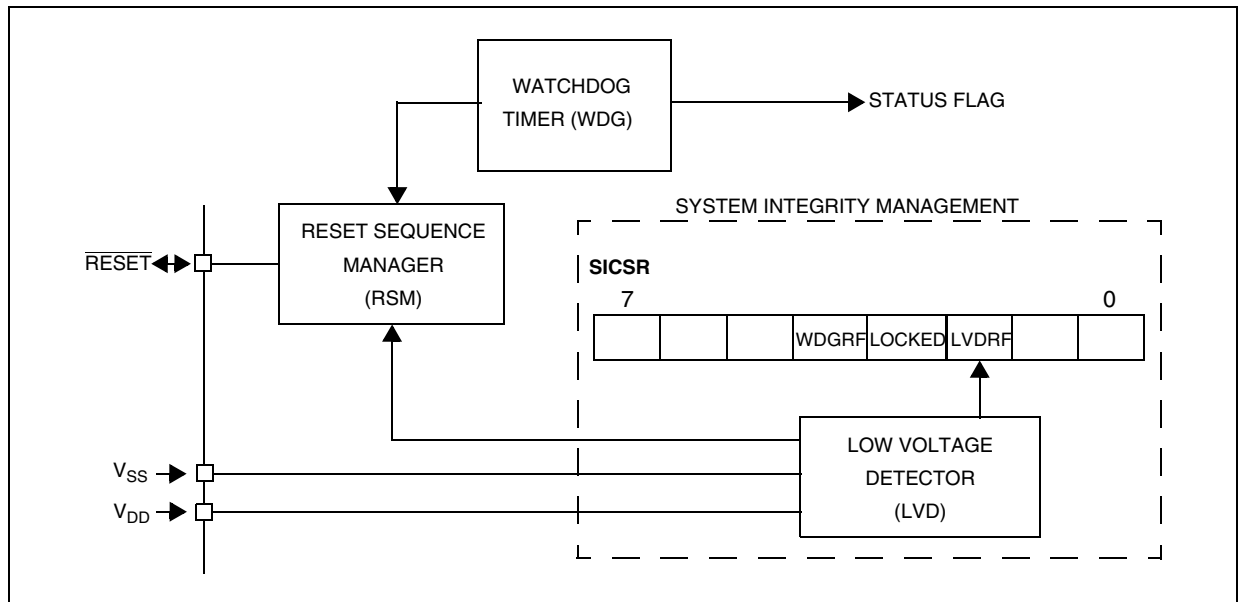 WATCHDOG
TIMER (WDG)
STATUS FLAG
SYSTEM INTEGRITY MANAGEMENT
RESET SEQUENCE
MANAGER
(RSM)
RESET
SICSR
7 0
WDGRF LOCKED LVDRF
LOW VOLTAGE
DETECTOR
(LVD)
VSS
VDD